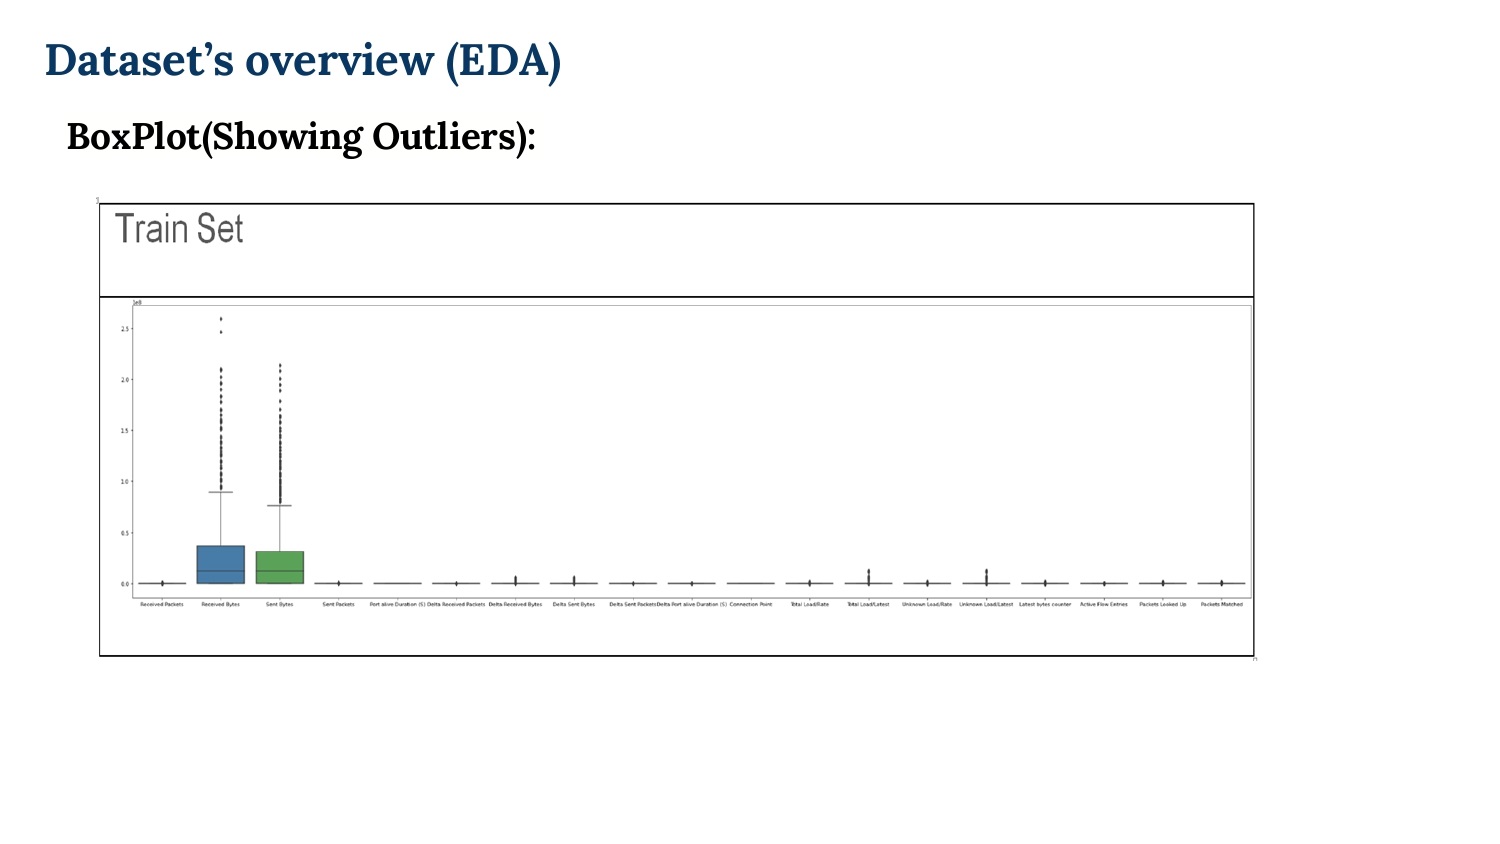 Dataset’s overview (EDA)
BoxPlot(Showing Outliers):
Train Set
1e8
2.5
2.0
1.5
1.0
0.5
0.0
Received Packets Received Bytes Sent Bytes Sent Packets Port alive Duration (S) Delta Received Packets Delta Received Bytes Delta Sent Bytes Delta Sent Packets Delta Port alive Duration (S) Connection Point Total Load/Rate Total Load/Latest Unknown Load/Rate Unknown Load/Latest Latest bytes counter Active Flow Entries Packets Looked Up Packets Matched